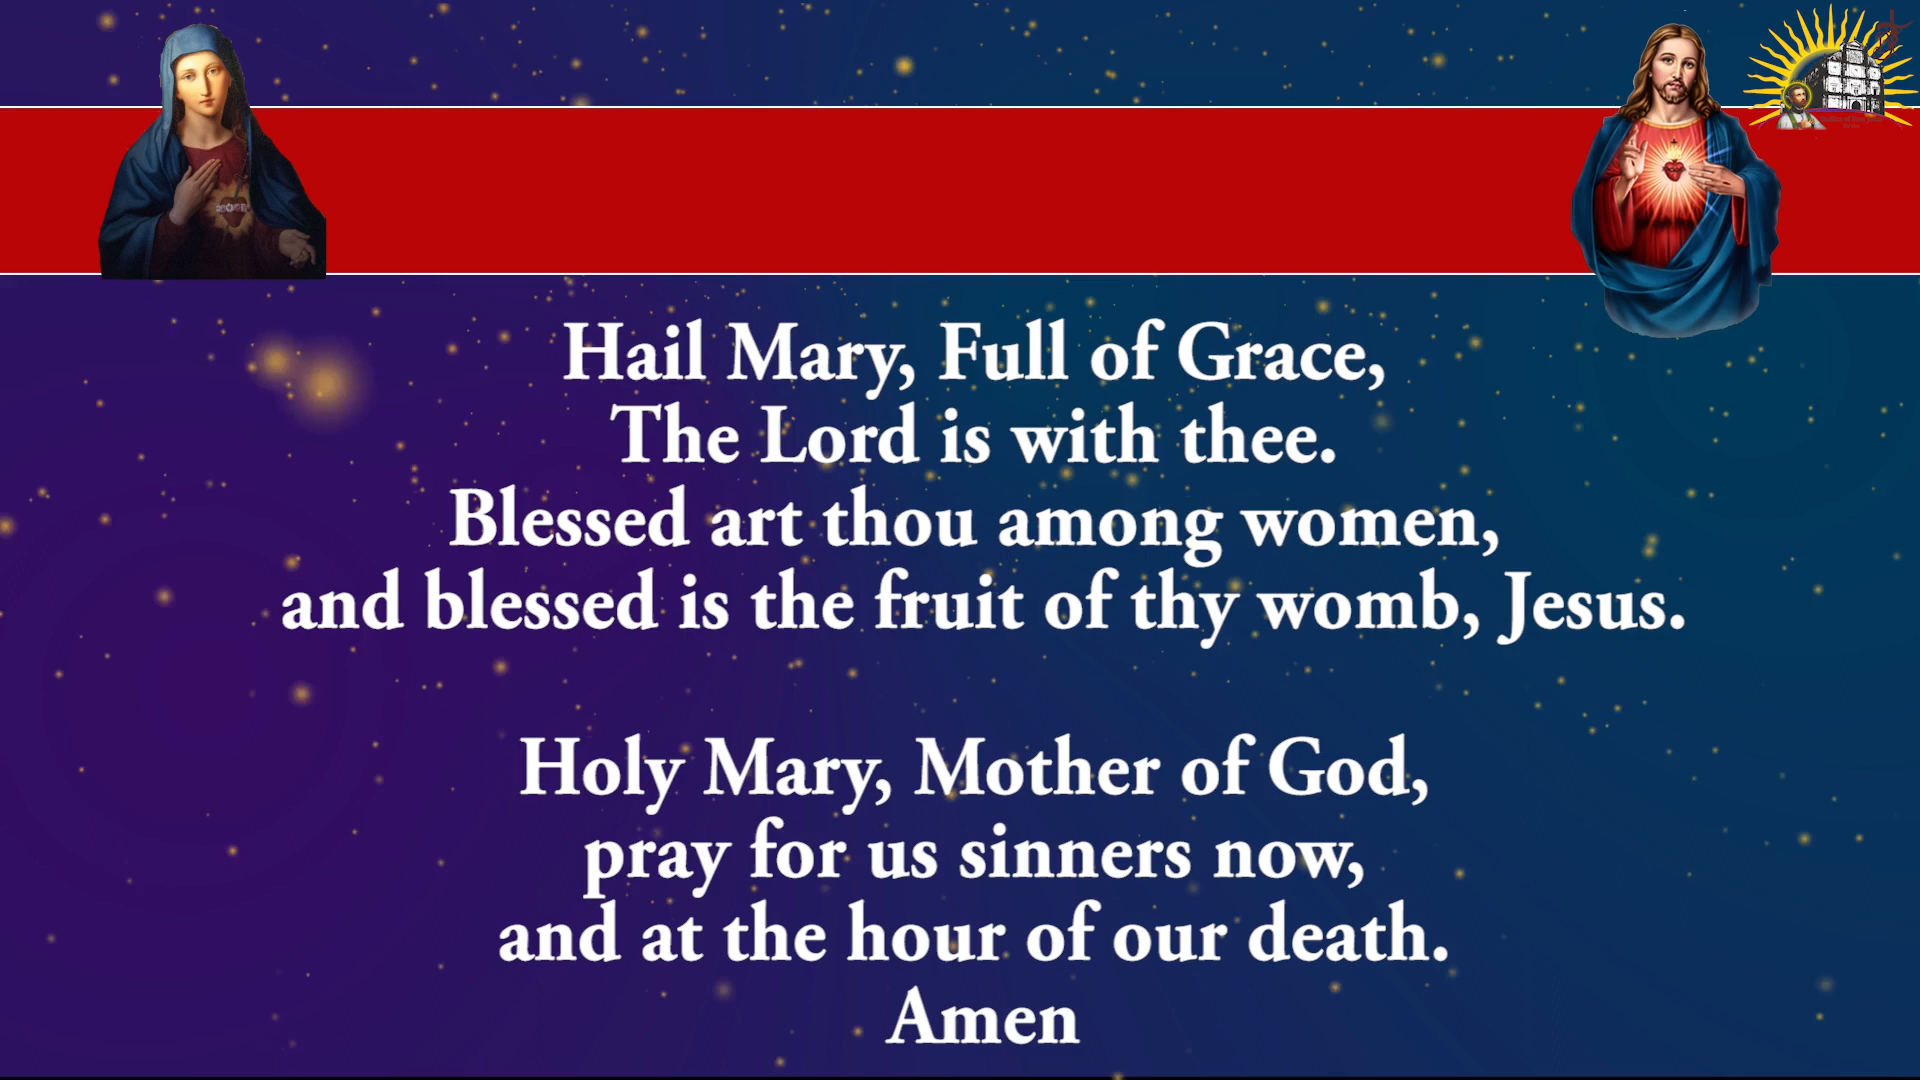 Hail Mary, Full of Grace,
The Lord is with thee.
Blessed art thou among women,
and blessed is the fruit of thy womb, Jesus.
Holy Mary, Mother of God,
pray for us sinners now,
and at the hour of our death.
Amen